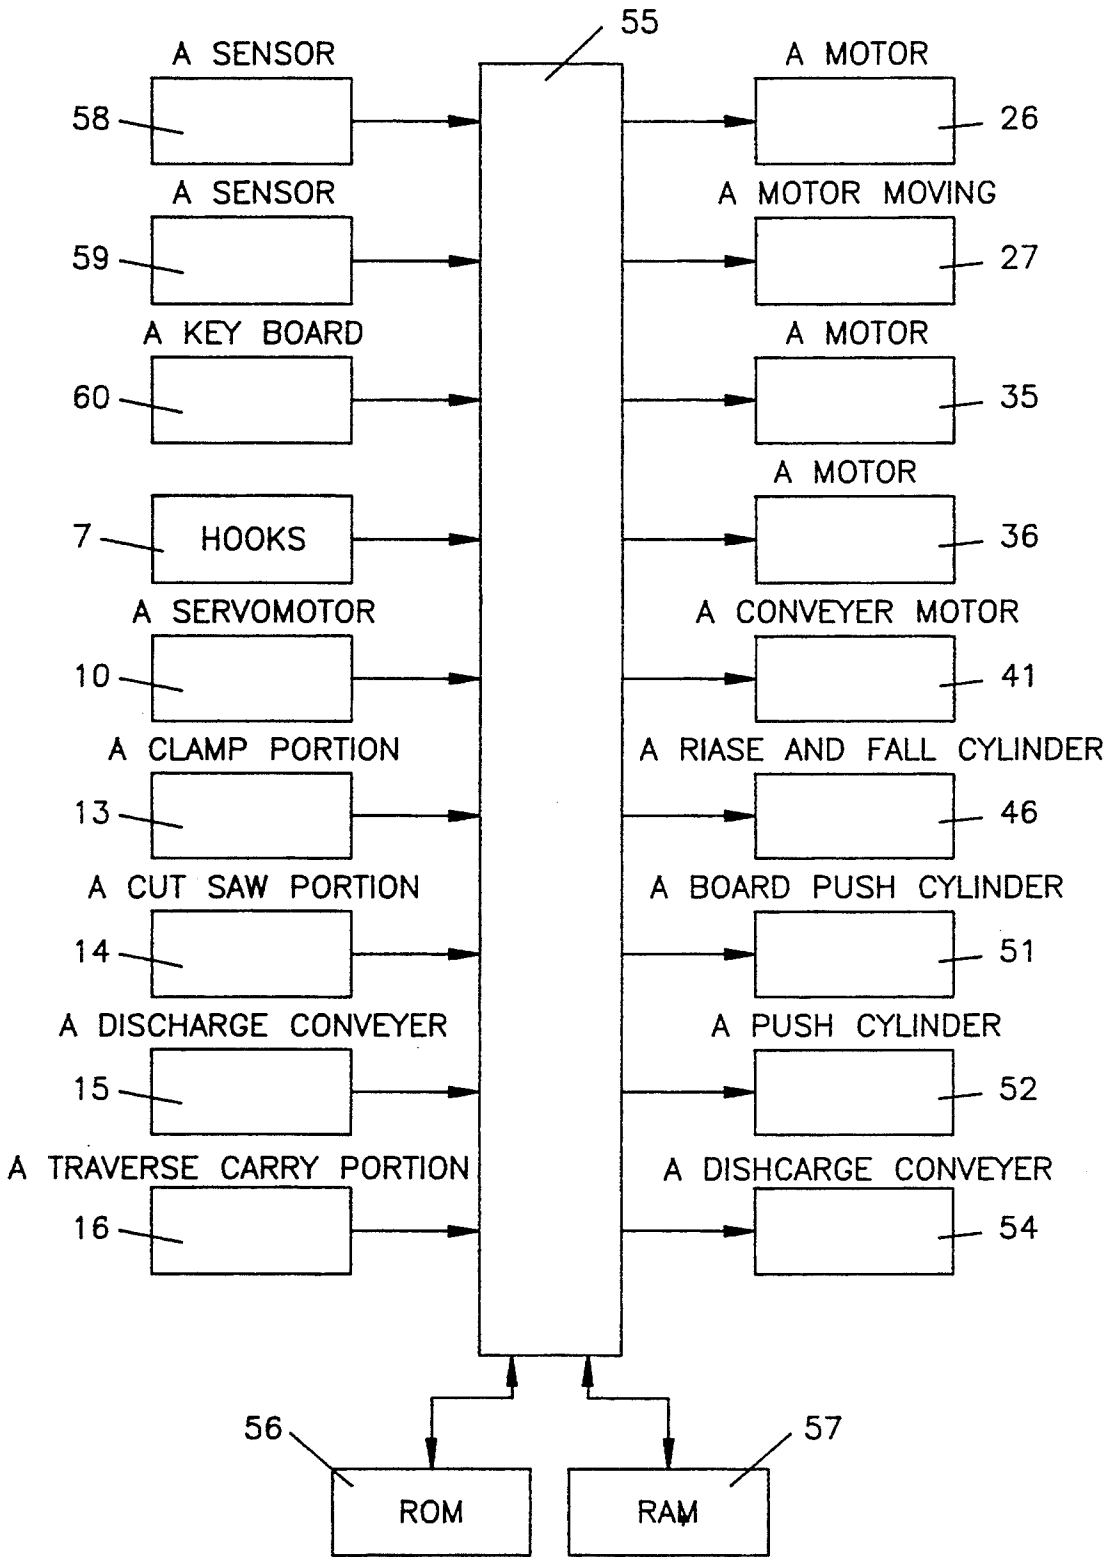 55
A SENSOR
58
A SENSOR
59
A KEY BOARD
60
7
HOOKS
A SERVOMOTOR
10
A CLAMP PORTION
13
A CUT SAW PORTION
14
A DISCHARGE CONVEYER
15
A TRAVERSE CARRY PORTION
16
A MOTOR
26
A MOTOR MOVING
27
A MOTOR
35
A MOTOR
36
A CONVEYER MOTOR
41
A RIASE AND FALL CYLINDER
46
A BOARD PUSH CYLINDER
51
A PUSH CYLINDER
52
A DISHCARGE CONVEYER
54
56
ROM
57
RAM